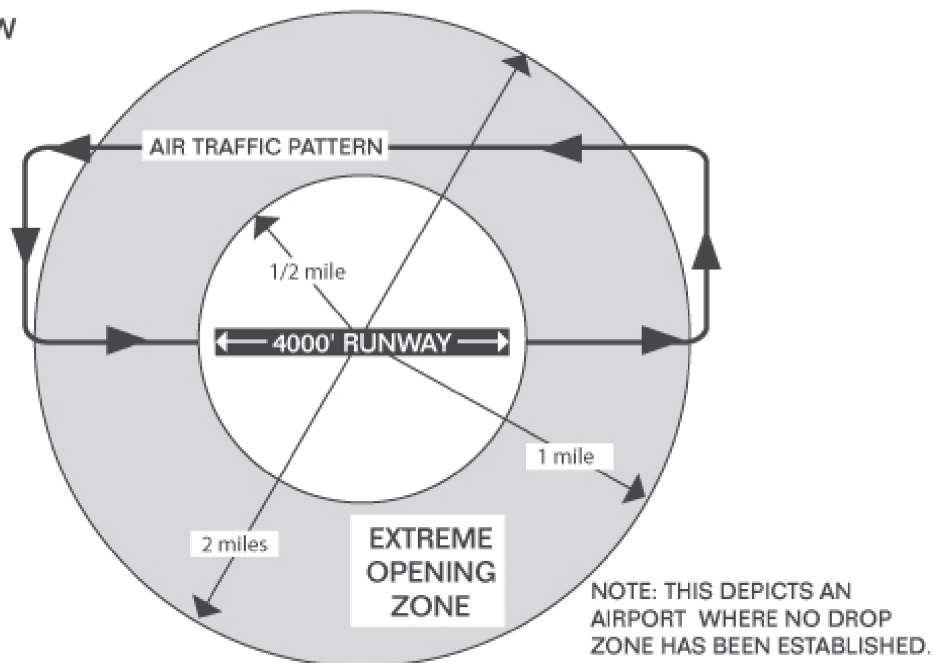 W
AIR TRAFFIC PATTERN
1/2 mile
4000' RUNWAY
1 mile
2 miles
EXTREME
OPENING
ZONE
NOTE: THIS DEPICTS AN
AIRPORT WHERE NO DROP
ZONE HAS BEEN ESTABLISHED.